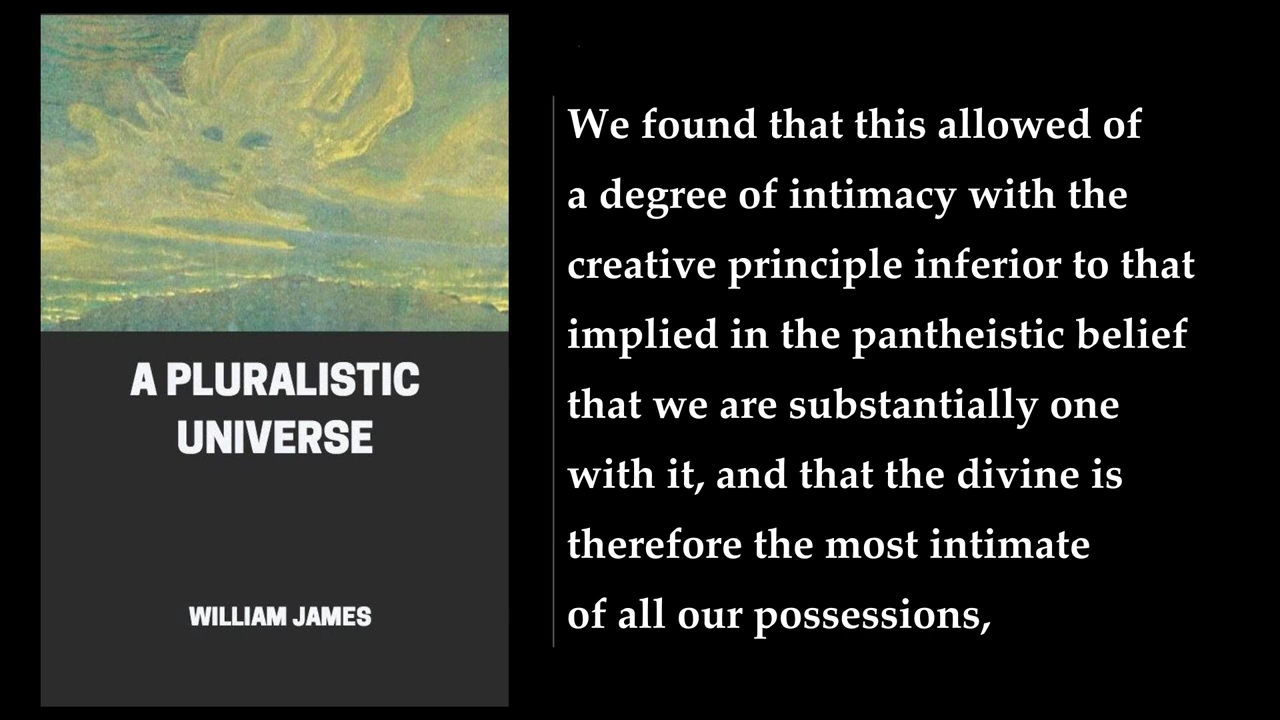 A PLURALISTIC
UNIVERSE
WILLIAM JAMES
We found that this allowed of
a degree of intimacy with the
creative principle inferior to that
implied in the pantheistic belief
that we are substantially one
with it, and that the divine is
therefore the most intimate
of all our possessions,